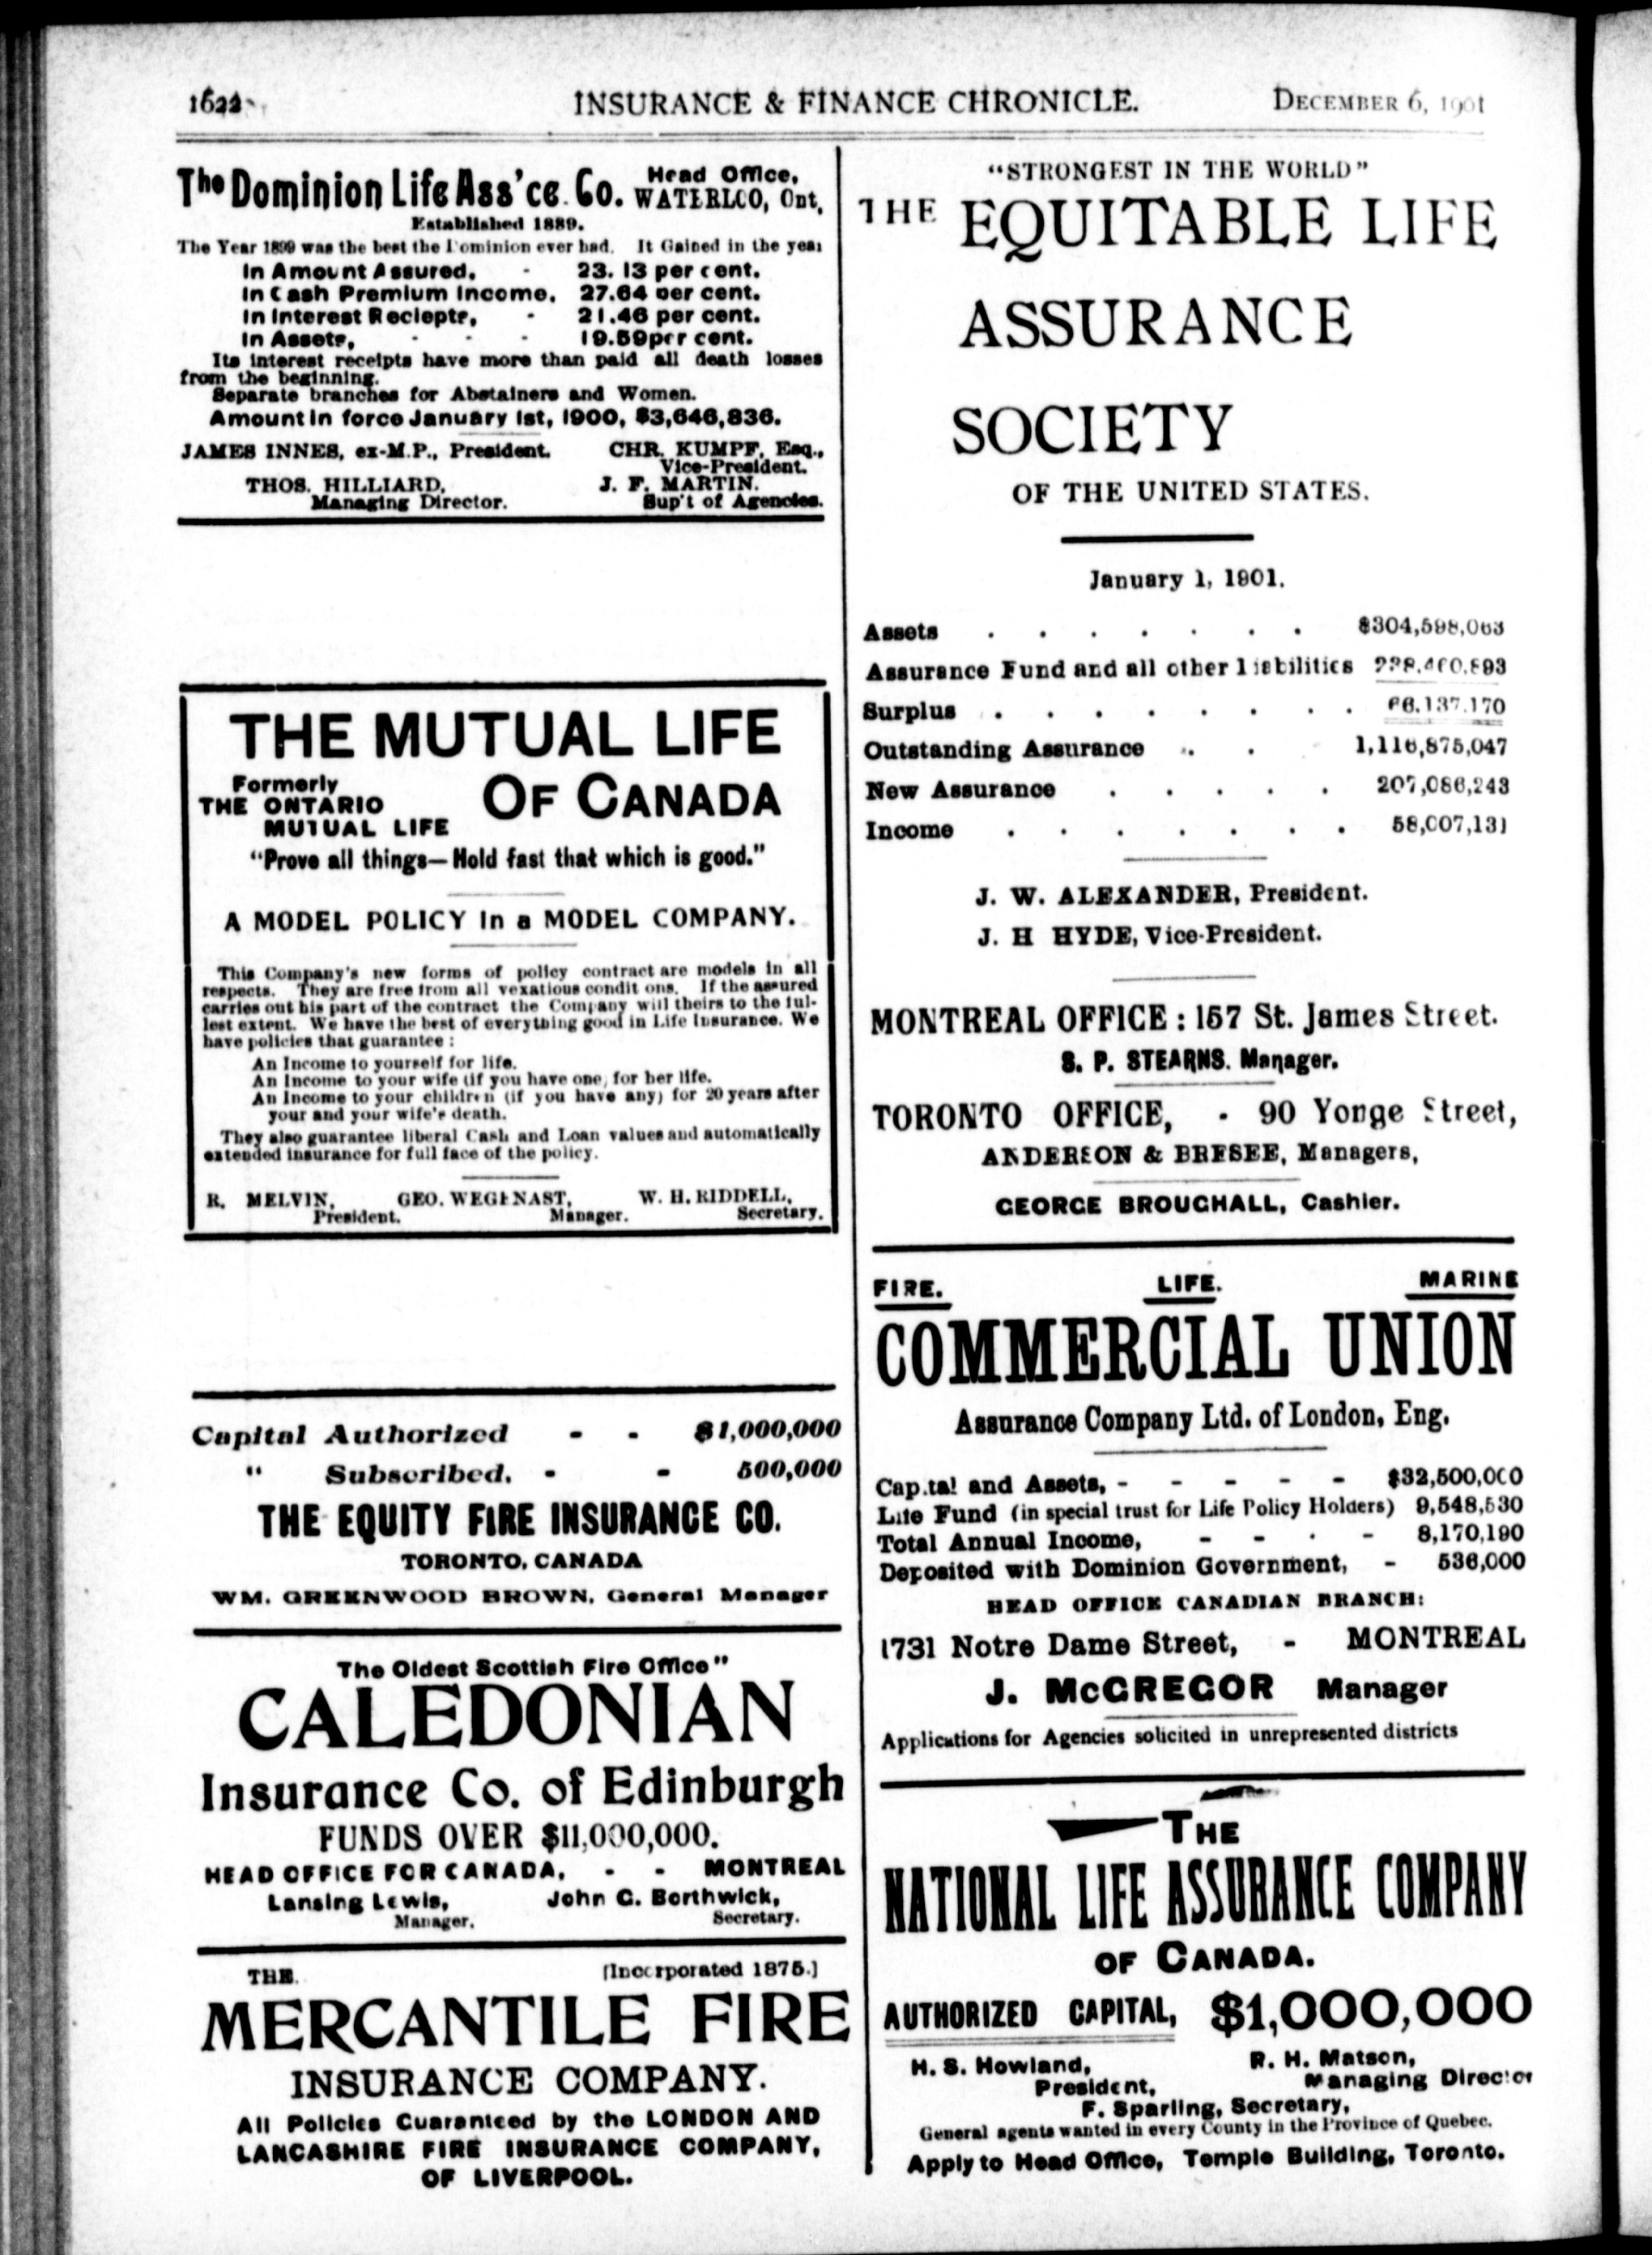 1622
INSURANCE & FINANCE CHRONICLE.
DECEMBER 6, 1901
The Dominion Life Ass'ce. Co. Head Office,
WATERLOO, Ont,
Established 1889.
The Year 1899 was the best the Dominion ever had. It Gained in the year
In Amount Assured, - 23.13 per cent.
In Cash Premium Income, 27.64 per cent.
In Interest Reciepts, - 21.46 per cent.
In Assets, - - - 19.59 per cent.
Its interest receipts have more than paid all death losses
from the beginning.
Separate branches for Abstainers and Women.
Amount in force January 1st, 1900, $3,646,836.
JAMES INNES, ex-M.P., President. CHR. KUMPF, Esq.,
Vice-President.
THOS. HILLIARD, J. F. MARTIN.
Managing Director. Sup't of Agencies.
THE MUTUAL LIFE
Formerly
THE ONTARIO
MUTUAL LIFE
OF CANADA
"Prove all things—Hold fast that which is good."
A MODEL POLICY in a MODEL COMPANY.
This Company's new forms of policy contract are models in all
respects. They are free from all vexatious conditions. If the assured
carries out his part of the contract the Company will theirs to the ful-
lest extent. We have the best of everything good in Life Insurance. We
have policies that guarantee :
An Income to yourself for life.
An Income to your wife (if you have one) for her life.
An Income to your children (if you have any) for 20 years after
your and your wife's death.
They also guarantee liberal Cash and Loan values and automatically
extended insurance for full face of the policy.
R. MELVIN, GEO. WEGENAST, W. H. RIDDELL,
President. Manager. Secretary.
Capital Authorized - - $1,000,000
" Subscribed. - - 500,000
THE EQUITY FIRE INSURANCE CO.
TORONTO, CANADA
WM. GREENWOOD BROWN, General Manager
The Oldest Scottish Fire Office"
CALEDONIAN
Insurance Co. of Edinburgh
FUNDS OVER $11,000,000.
HEAD OFFICE FOR CANADA, - - MONTREAL
Lansing Lewis, John G. Borthwick,
Manager. Secretary.
THE [Incorporated 1875.]
MERCANTILE FIRE
INSURANCE COMPANY.
All Policies Guaranteed by the LONDON AND
LANCASHIRE FIRE INSURANCE COMPANY,
OF LIVERPOOL.
"STRONGEST IN THE WORLD"
THE EQUITABLE LIFE
ASSURANCE
SOCIETY
OF THE UNITED STATES.
January 1, 1901.
Assets . . . . . . . $304,598,063
Assurance Fund and all other liabilities 238,460,893
Surplus . . . . . . . . 66,137,170
Outstanding Assurance . . . 1,116,875,047
New Assurance . . . . . 207,086,243
Income . . . . . . . 58,007,131
J. W. ALEXANDER, President.
J. H HYDE, Vice-President.
MONTREAL OFFICE : 157 St. James Street.
S. P. STEARNS. Manager.
TORONTO OFFICE, - 90 Yonge Street,
ANDERSON & BRESEE, Managers,
GEORGE BROUGHALL, Cashier.
FIRE. LIFE. MARINE
COMMERCIAL UNION
Assurance Company Ltd. of London, Eng.
Capital and Assets, - - - - - $32,500,000
Life Fund (in special trust for Life Policy Holders) 9,548,530
Total Annual Income, - - - - 8,170,190
Deposited with Dominion Government, - 536,000
HEAD OFFICE CANADIAN BRANCH:
1731 Notre Dame Street, - MONTREAL
J. McGREGOR Manager
Applications for Agencies solicited in unrepresented districts
THE
NATIONAL LIFE ASSURANCE COMPANY
OF CANADA.
AUTHORIZED CAPITAL, $1,000,000
H. S. Howland, R. H. Matson,
President, Managing Director
F. Sparling, Secretary,
General agents wanted in every County in the Province of Quebec.
Apply to Head Office, Temple Building, Toronto.